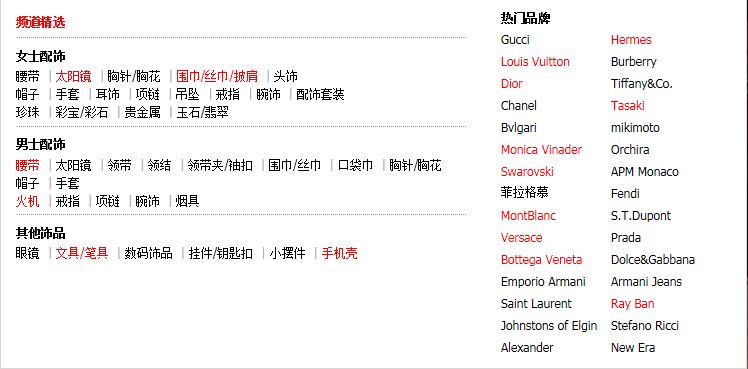 频道精选
女士配饰
腰带 | 太阳镜 | 胸针/胸花 | 围巾/丝巾/披肩 | 头饰
帽子 | 手套 | 耳饰 | 项链 | 吊坠 | 戒指 | 腕饰 | 配饰套装
珍珠 | 彩宝/彩石 | 贵金属 | 玉石/翡翠
男士配饰
腰带 | 太阳镜 | 领带 | 领结 | 领带夹/袖扣 | 围巾/丝巾 | 口袋巾 | 胸针/胸花
帽子 | 手套
火机 | 戒指 | 项链 | 腕饰 | 烟具
其他饰品
眼镜 | 文具/笔具 | 数码饰品 | 挂件/钥匙扣 | 小摆件 | 手机壳
热门品牌
Gucci Hermes
Louis Vuitton Burberry
Dior Tiffany&Co.
Chanel Tasaki
Bvlgari mikimoto
Monica Vinader Orchira
Swarovski APM Monaco
菲拉格慕 Fendi
MontBlanc S.T.Dupont
Versace Prada
Bottega Veneta Dolce&Gabbana
Emporio Armani Armani Jeans
Saint Laurent Ray Ban
Johnstons of Elgin Stefano Ricci
Alexander New Era